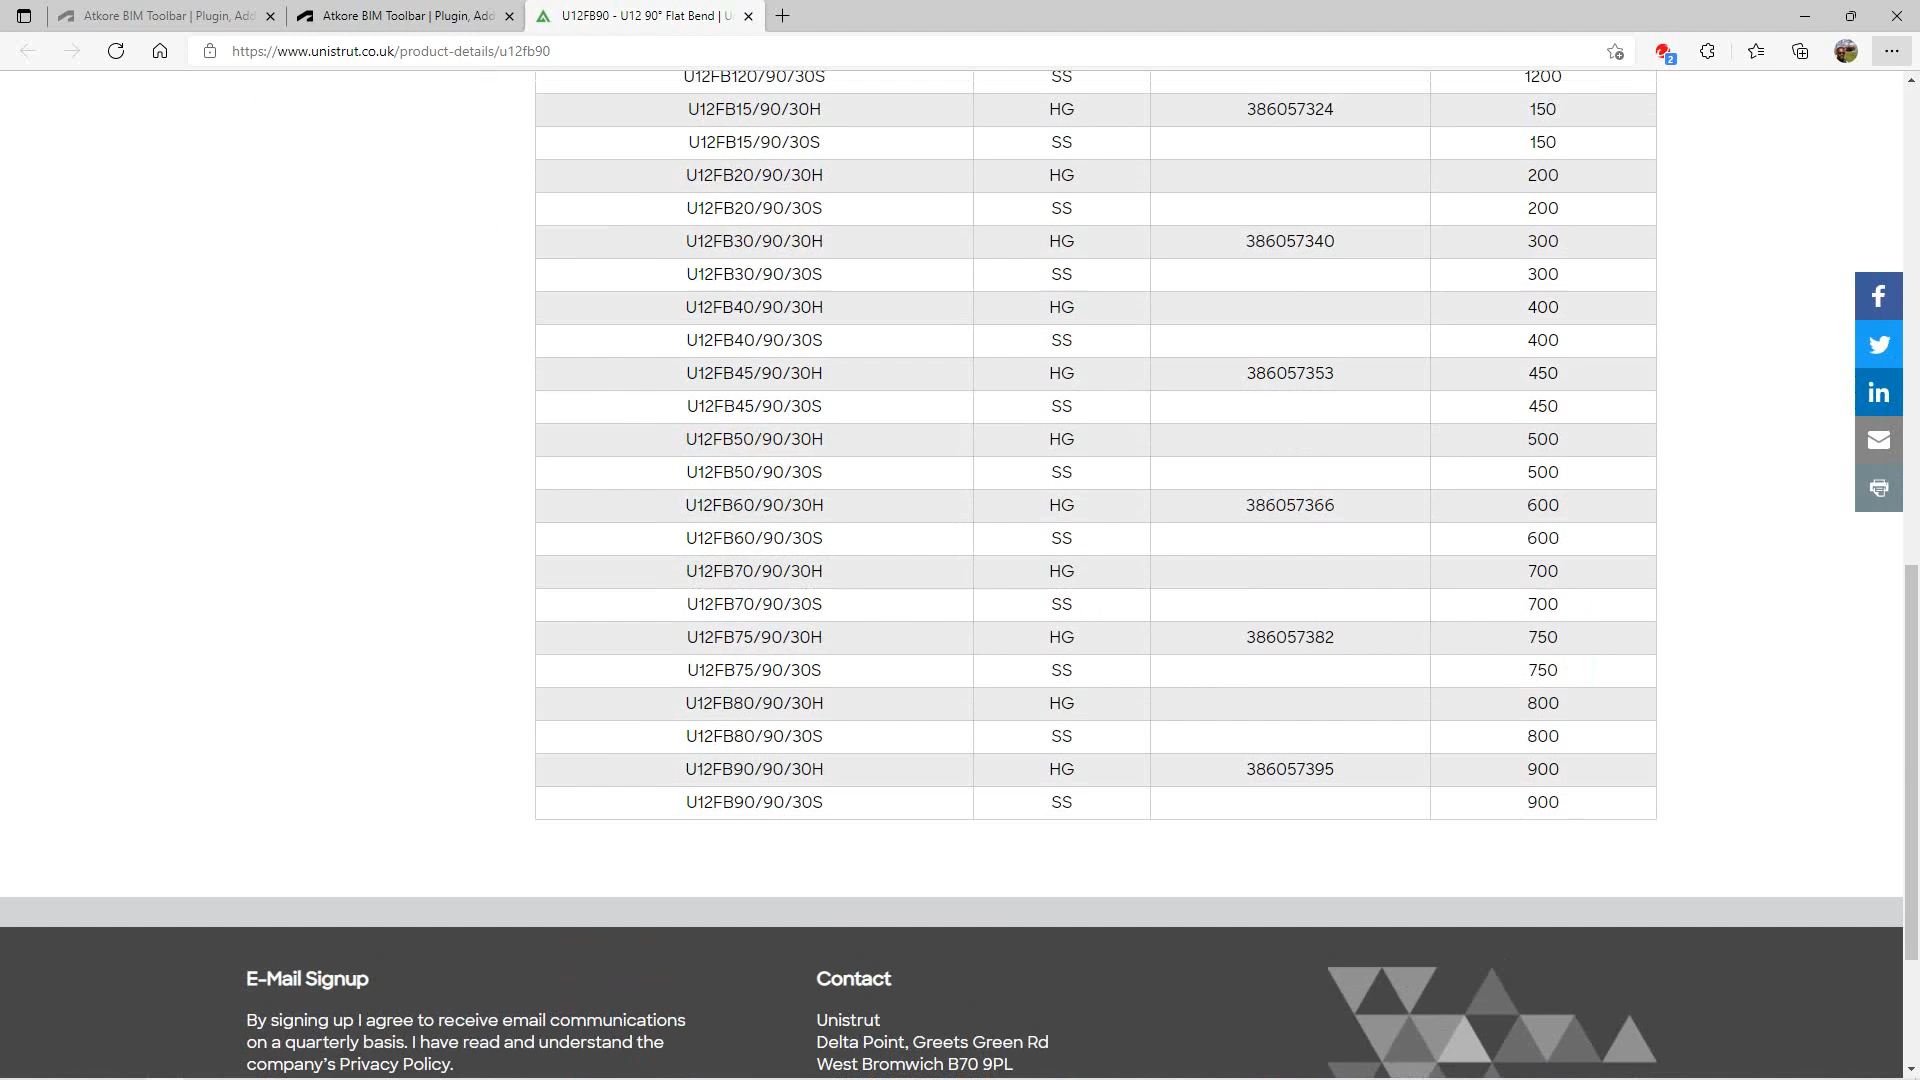 Atkore BIM Toolbar | Plugin, Add
Atkore BIM Toolbar | Plugin, Add
U12FB90 - U12 90° Flat Bend | U
https://www.unistrut.co.uk/product-details/u12fb90
2
U12FB120/90/30S SS 1200
U12FB15/90/30H HG 386057324 150
U12FB15/90/30S SS 150
U12FB20/90/30H HG 200
U12FB20/90/30S SS 200
U12FB30/90/30H HG 386057340 300
U12FB30/90/30S SS 300
U12FB40/90/30H HG 400
U12FB40/90/30S SS 400
U12FB45/90/30H HG 386057353 450
U12FB45/90/30S SS 450
U12FB50/90/30H HG 500
U12FB50/90/30S SS 500
U12FB60/90/30H HG 386057366 600
U12FB60/90/30S SS 600
U12FB70/90/30H HG 700
U12FB70/90/30S SS 700
U12FB75/90/30H HG 386057382 750
U12FB75/90/30S SS 750
U12FB80/90/30H HG 800
U12FB80/90/30S SS 800
U12FB90/90/30H HG 386057395 900
U12FB90/90/30S SS 900
E-Mail Signup
By signing up I agree to receive email communications
on a quarterly basis. I have read and understand the
company's Privacy Policy.
Contact
Unistrut
Delta Point, Greets Green Rd
West Bromwich B70 9PL